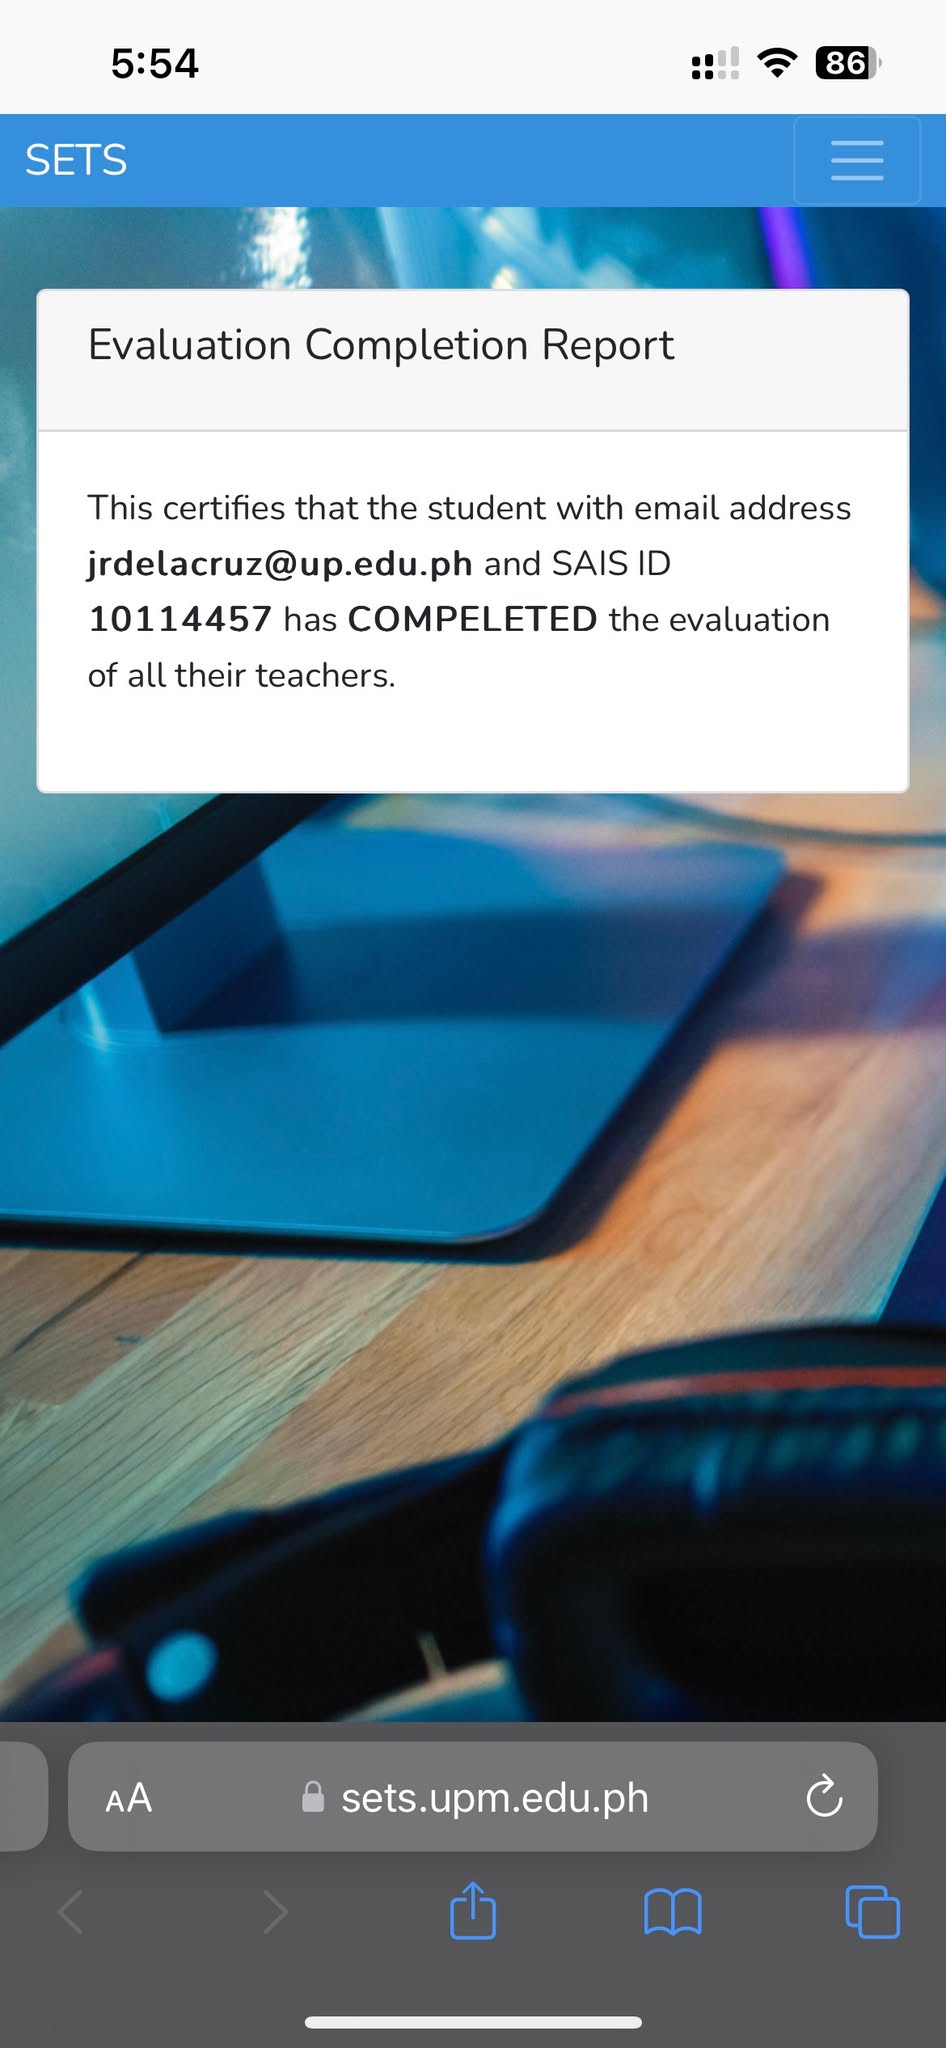 5:54
86
SETS
Evaluation Completion Report
This certifies that the student with email address
jrdelacruz@up.edu.ph and SAIS ID
10114457 has COMPELETED the evaluation
of all their teachers.
AA
sets.upm.edu.ph